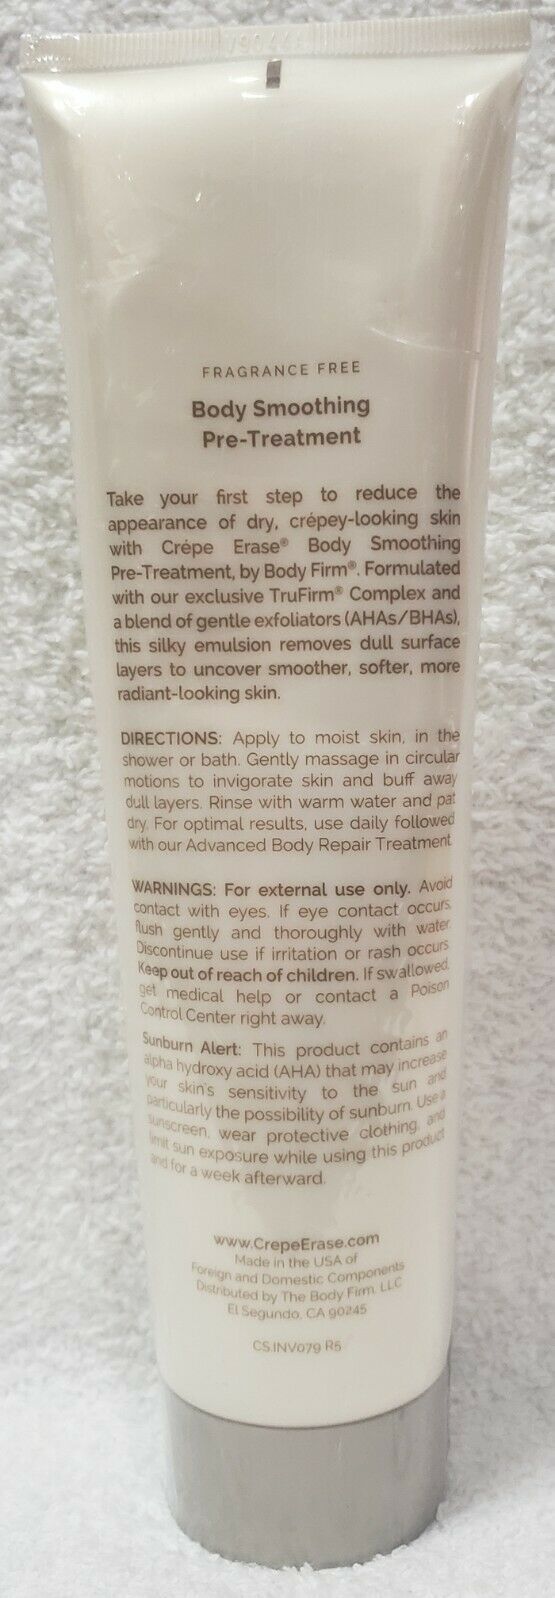 FRAGRANCE FREE
Body Smoothing
Pre-Treatment
Take your first step to reduce the
appearance of dry, crépey-looking skin
with Crépe Erase® Body Smoothing
Pre-Treatment, by Body Firm®. Formulated
with our exclusive TruFirm® Complex and
a blend of gentle exfoliators (AHAs/BHAs),
this silky emulsion removes dull surface
layers to uncover smoother, softer, more
radiant-looking skin.
DIRECTIONS: Apply to moist skin, in the
shower or bath. Gently massage in circular
motions to invigorate skin and buff away
dull layers. Rinse with warm water and pat
dry. For optimal results, use daily followed
with our Advanced Body Repair Treatment
WARNINGS: For external use only. Avoid
contact with eyes. If eye contact occurs,
flush gently and thoroughly with water.
Discontinue use if irritation or rash occurs.
Keep out of reach of children. If swallowed,
get medical help or contact a Poison
Control Center right away.
Sunburn Alert: This product contains an
alpha hydroxy acid (AHA) that may increase
your skin's sensitivity to the sun and
particularly the possibility of sunburn. Use a
sunscreen, wear protective clothing, and
limit sun exposure while using this product
and for a week afterward.
www.CrepeErase.com
Made in the USA of
Foreign and Domestic Components
Distributed by The Body Firm, LLC
El Segundo, CA 90245
CS.INV079 R5